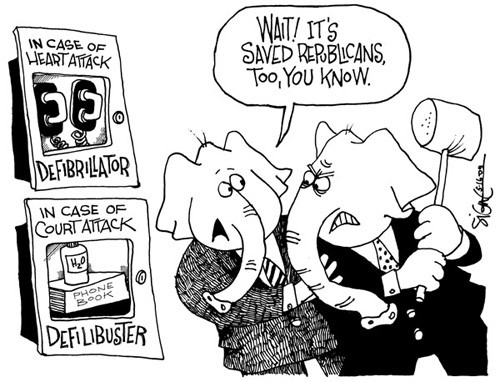 IN CASE OF
HEART ATTACK
DEFIBRILLATOR
WAIT! IT'S
SAVED REPBLICANS,
TOO, YOU KNOW.
IN CASE OF
COURT ATTACK
H2O
PHONE
BOOK
DEFILIBUSTER